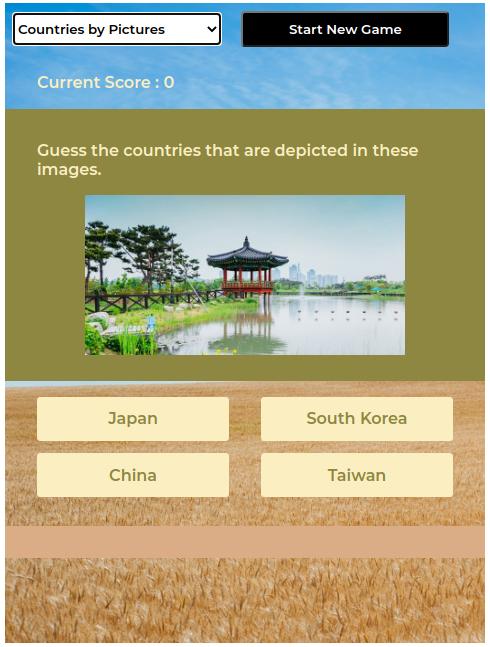 Countries by Pictures
Start New Game
Current Score : 0
Guess the countries that are depicted in these
images.
Japan
South Korea
China
Taiwan